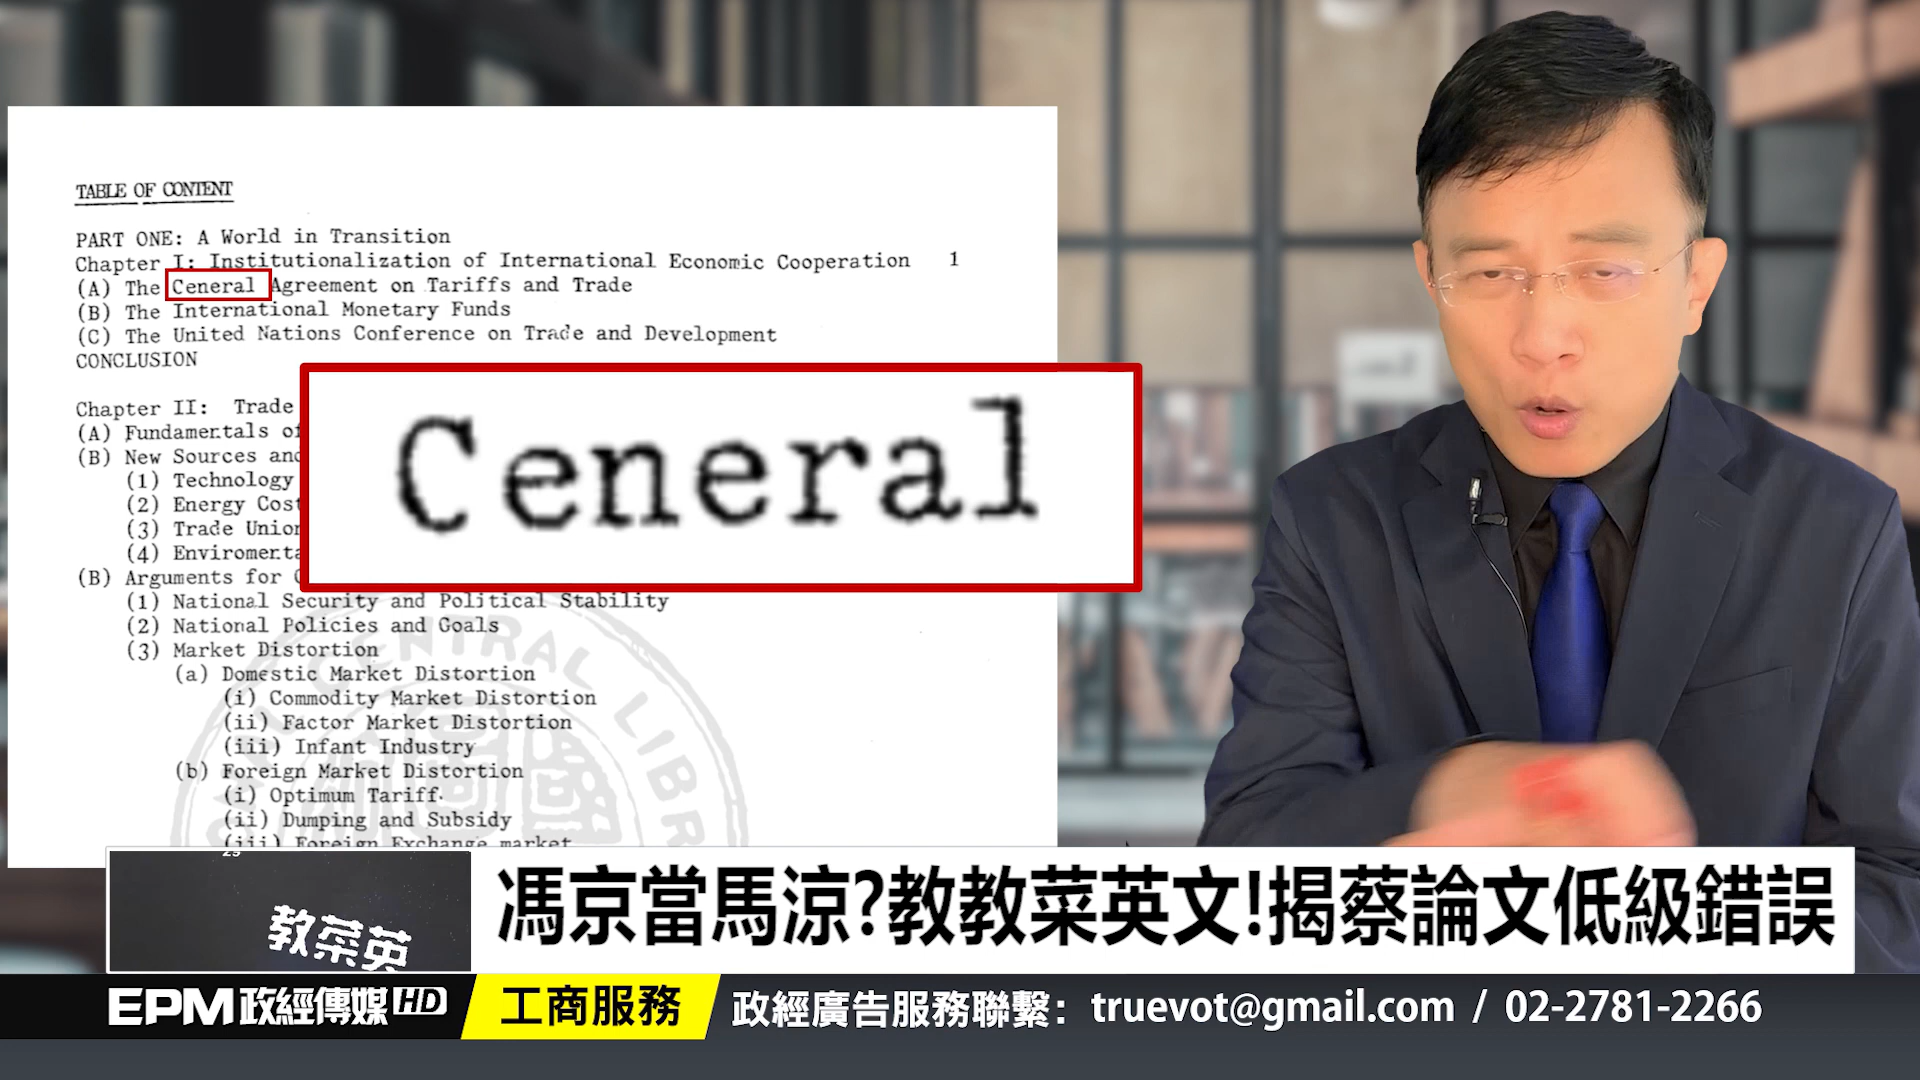 TABLE OF CONTENT
PART ONE: A World in Transition
Chapter I: Institutionalization of International Economic Cooperation 1
(A) The Ceneral Agreement on Tariffs and Trade
(B) The International Monetary Funds
(C) The United Nations Conference on Trade and Development
CONCLUSION
Chapter II: Trade
(A) Fundamentals of
(B) New Sources and
(1) Technology
(2) Energy Cost
(3) Trade Union
(4) Enviromenta
(B) Arguments for
Ceneral
(1) National Security and Political Stability
(2) National Policies and Goals
(3) Market Distortion
(a) Domestic Market Distortion
(i) Commodity Market Distortion
(ii) Factor Market Distortion
(iii) Infant Industry
(b) Foreign Market Distortion
(i) Optimum Tariff
(ii) Dumping and Subsidy
(iii) Foreign Exchange market
CENTRAL LIBR
教菜英
馮京當馬涼?教教菜英文!揭蔡論文低級錯誤
EPM政經傳媒HD
工商服務
政經廣告服務聯繫：truevot@gmail.com / 02-2781-2266